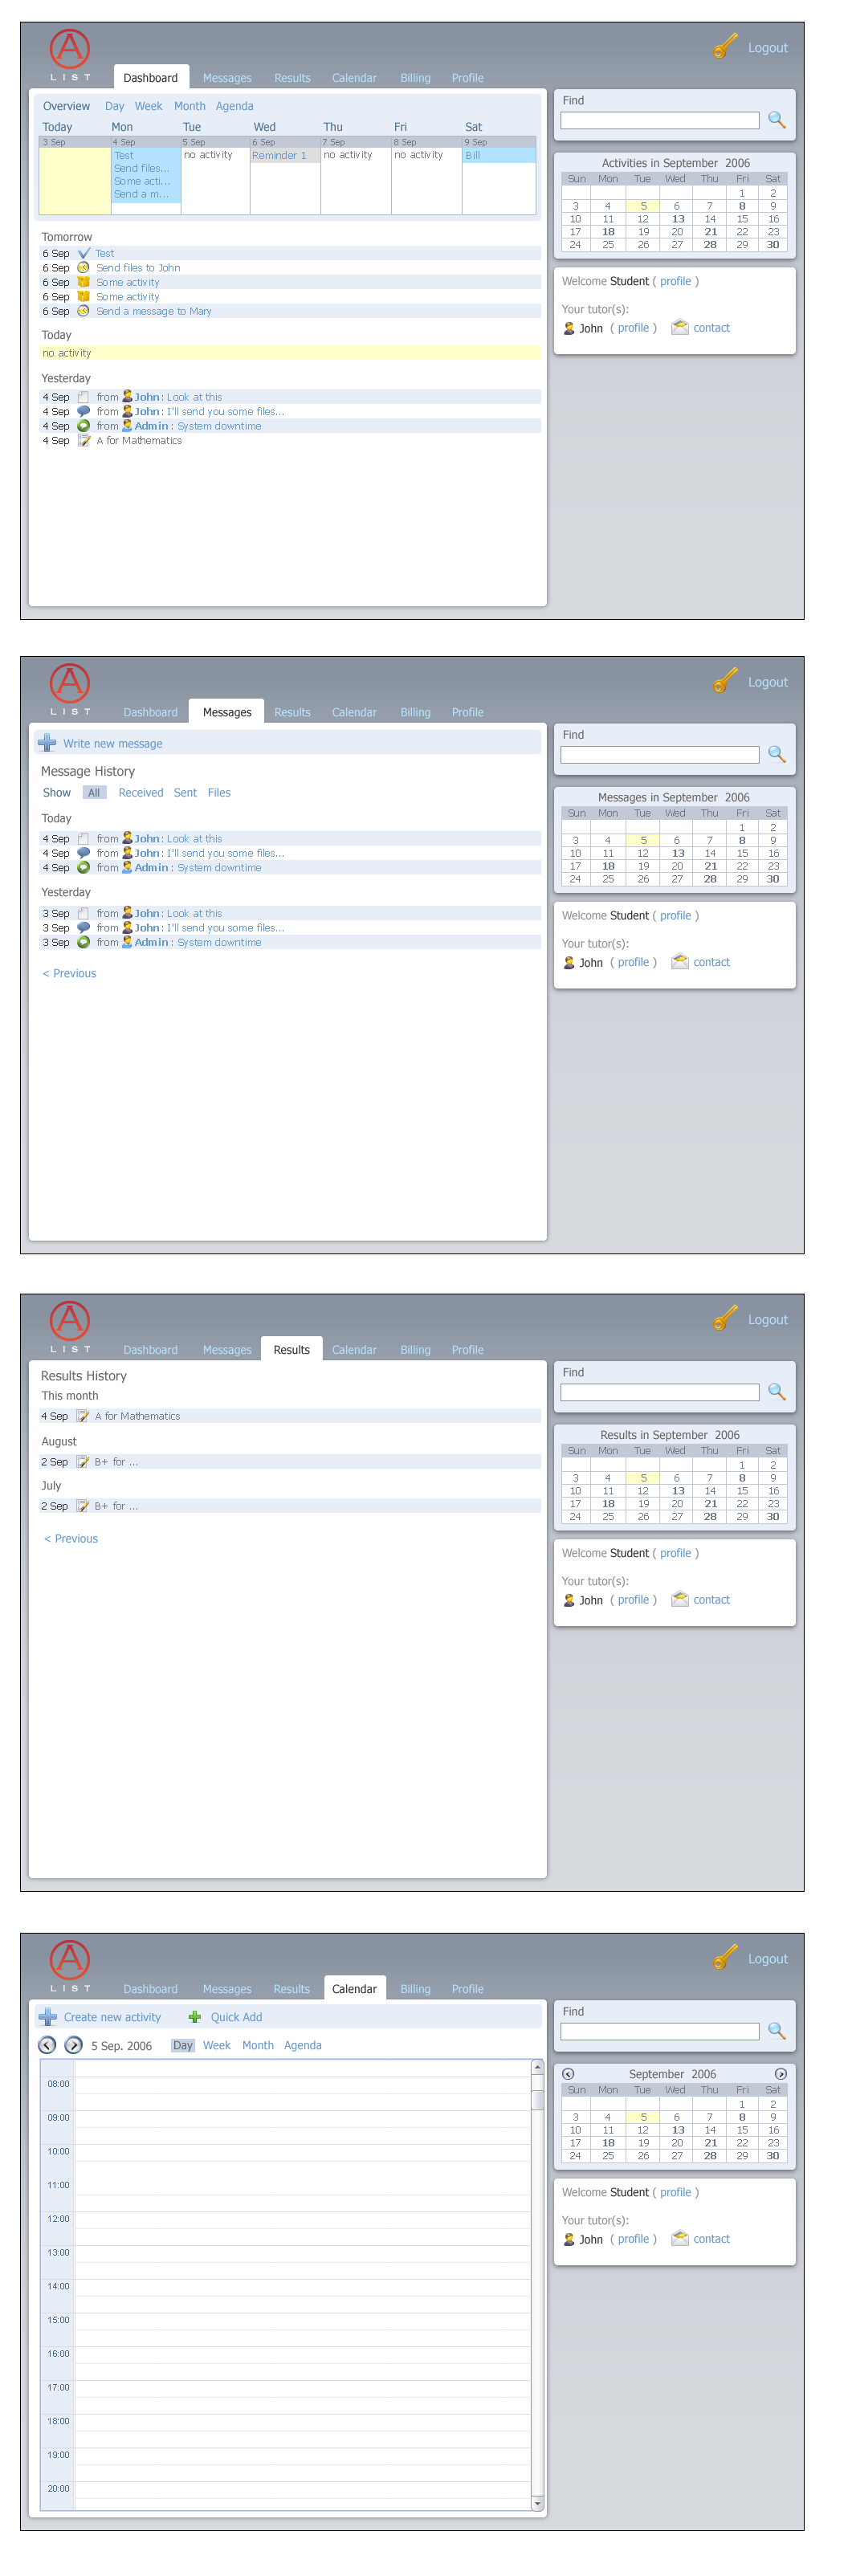 A
LIST
Logout
Dashboard Messages Results Calendar Billing Profile
Overview Day Week Month Agenda
Today Mon Tue Wed Thu Fri Sat
3 Sep 4 Sep 5 Sep 6 Sep 7 Sep 8 Sep 9 Sep
Test no activity Reminder 1 no activity no activity Bill
Send files...
Some acti...
Send a m...
Tomorrow
6 Sep Test
6 Sep Send files to John
6 Sep Some activity
6 Sep Some activity
6 Sep Send a message to Mary
Today
no activity
Yesterday
4 Sep from John: Look at this
4 Sep from John: I'll send you some files...
4 Sep from Admin: System downtime
4 Sep A for Mathematics
Find
Activities in September 2006
Sun Mon Tue Wed Thu Fri Sat
1 2
3 4 5 6 7 8 9
10 11 12 13 14 15 16
17 18 19 20 21 22 23
24 25 26 27 28 29 30
Welcome Student ( profile )
Your tutor(s):
John ( profile ) contact
A
LIST
Logout
Dashboard Messages Results Calendar Billing Profile
Write new message
Message History
Show All Received Sent Files
Today
4 Sep from John: Look at this
4 Sep from John: I'll send you some files...
4 Sep from Admin: System downtime
Yesterday
3 Sep from John: Look at this
3 Sep from John: I'll send you some files...
3 Sep from Admin: System downtime
< Previous
Find
Messages in September 2006
Sun Mon Tue Wed Thu Fri Sat
1 2
3 4 5 6 7 8 9
10 11 12 13 14 15 16
17 18 19 20 21 22 23
24 25 26 27 28 29 30
Welcome Student ( profile )
Your tutor(s):
John ( profile ) contact
A
LIST
Logout
Dashboard Messages Results Calendar Billing Profile
Results History
This month
4 Sep A for Mathematics
August
2 Sep B+ for ...
July
2 Sep B+ for ...
< Previous
Find
Results in September 2006
Sun Mon Tue Wed Thu Fri Sat
1 2
3 4 5 6 7 8 9
10 11 12 13 14 15 16
17 18 19 20 21 22 23
24 25 26 27 28 29 30
Welcome Student ( profile )
Your tutor(s):
John ( profile ) contact
A
LIST
Logout
Dashboard Messages Results Calendar Billing Profile
Create new activity Quick Add
5 Sep. 2006 Day Week Month Agenda
08:00
09:00
10:00
11:00
12:00
13:00
14:00
15:00
16:00
17:00
18:00
19:00
20:00
Find
September 2006
Sun Mon Tue Wed Thu Fri Sat
1 2
3 4 5 6 7 8 9
10 11 12 13 14 15 16
17 18 19 20 21 22 23
24 25 26 27 28 29 30
Welcome Student ( profile )
Your tutor(s):
John ( profile ) contact